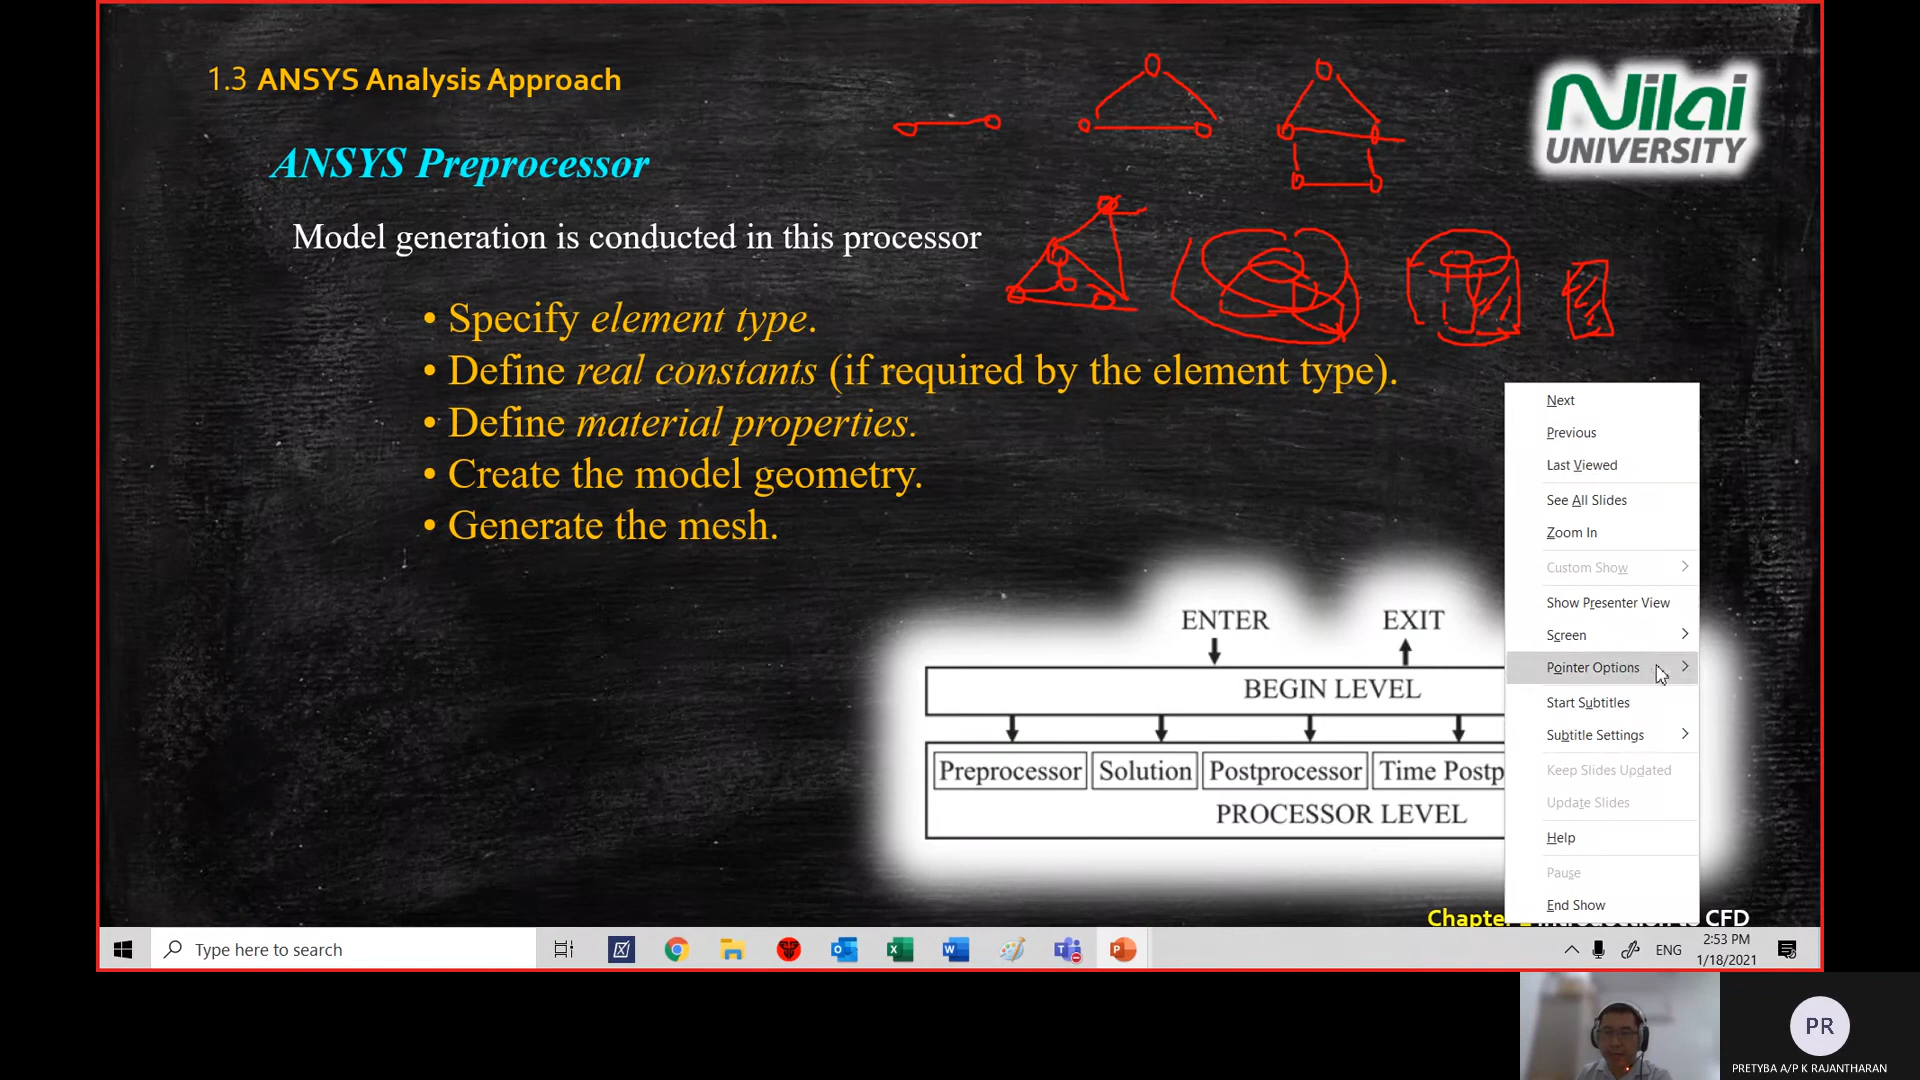 1.3 ANSYS Analysis Approach
Nilai
UNIVERSITY
ANSYS Preprocessor
Model generation is conducted in this processor
• Specify element type.
• Define real constants (if required by the element type).
• Define material properties.
• Create the model geometry.
• Generate the mesh.
Next
Previous
Last Viewed
See All Slides
Zoom In
Custom Show
Show Presenter View
Screen
Pointer Options
Start Subtitles
Subtitle Settings
Keep Slides Updated
Update Slides
Help
Pause
End Show
ENTER EXIT
BEGIN LEVEL
Preprocessor Solution Postprocessor Time Postp
PROCESSOR LEVEL
Chapter CFD
Type here to search
ENG
2:53 PM
1/18/2021
PR
PRETYBA A/P K RAJANTHARAN